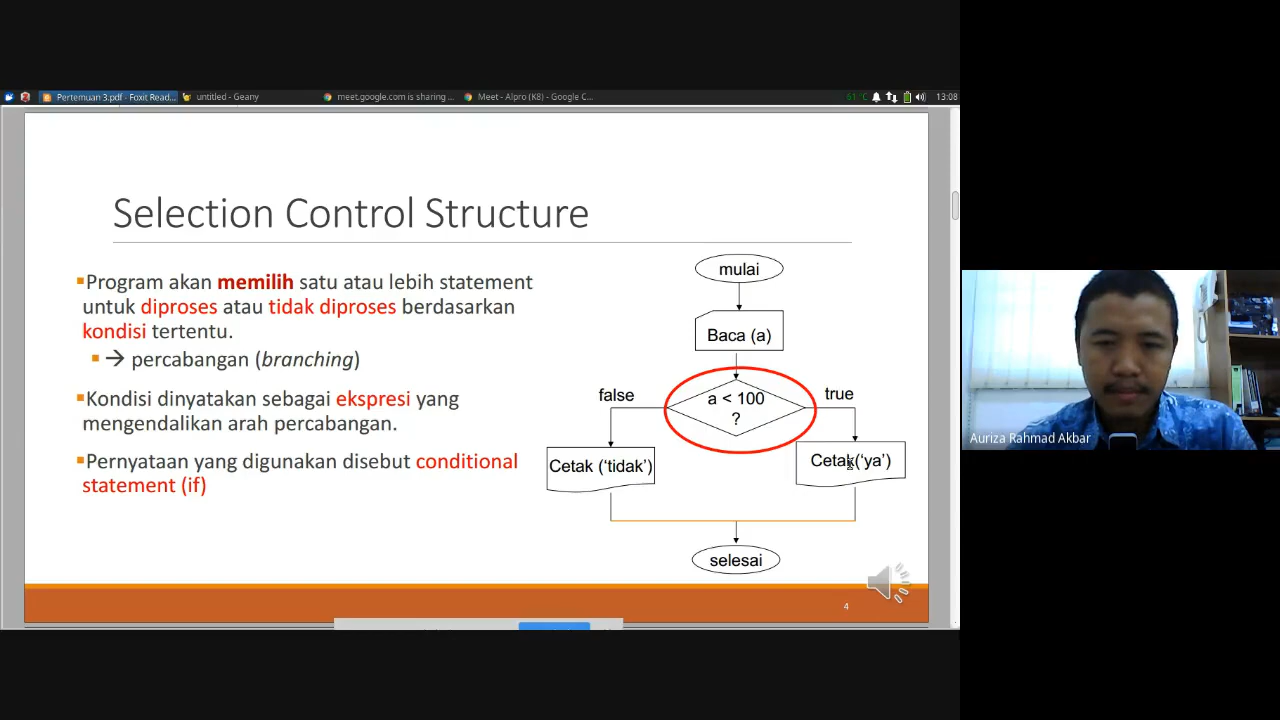 Pertemuan 3.pdf - Foxit Read...
untitled - Geany
meet.google.com is sharing ...
Meet - Alpro (K8) - Google C...
61 °C
13:08
Selection Control Structure
▪Program akan memilih satu atau lebih statement
untuk diproses atau tidak diproses berdasarkan
kondisi tertentu.
▪ → percabangan (branching)
▪Kondisi dinyatakan sebagai ekspresi yang
mengendalikan arah percabangan.
▪Pernyataan yang digunakan disebut conditional
statement (if)
mulai
Baca (a)
false
a < 100
?
true
Cetak (‘tidak’)
Cetak(‘ya’)
selesai
4
Auriza Rahmad Akbar